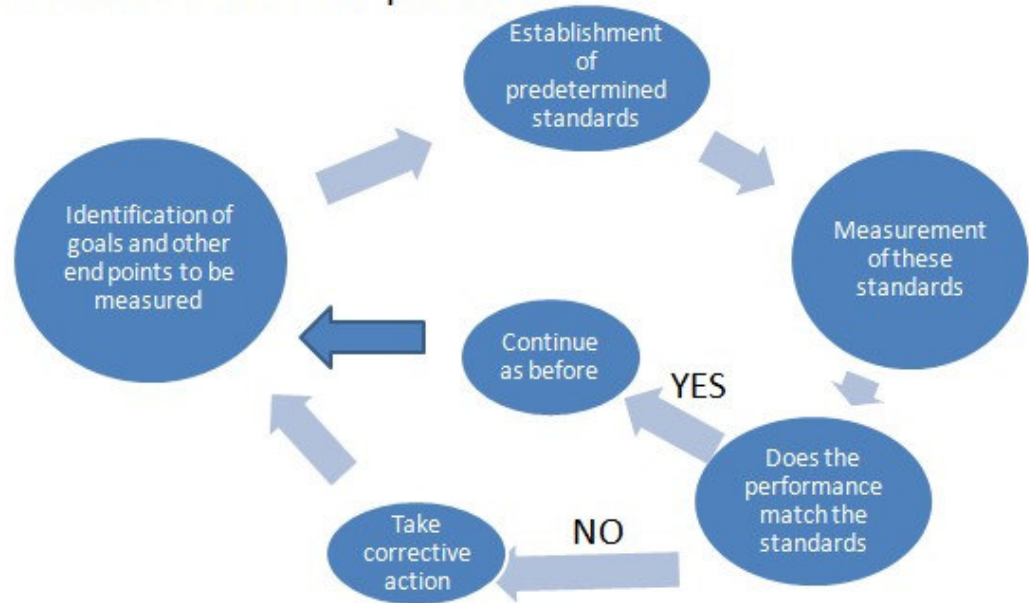 Establishment
of
predetermined
standards
Identification of
goals and other
end points to be
measured
Measurement
of these
standards
Continue
as before
YES
Does the
performance
match the
standards
NO
Take
corrective
action